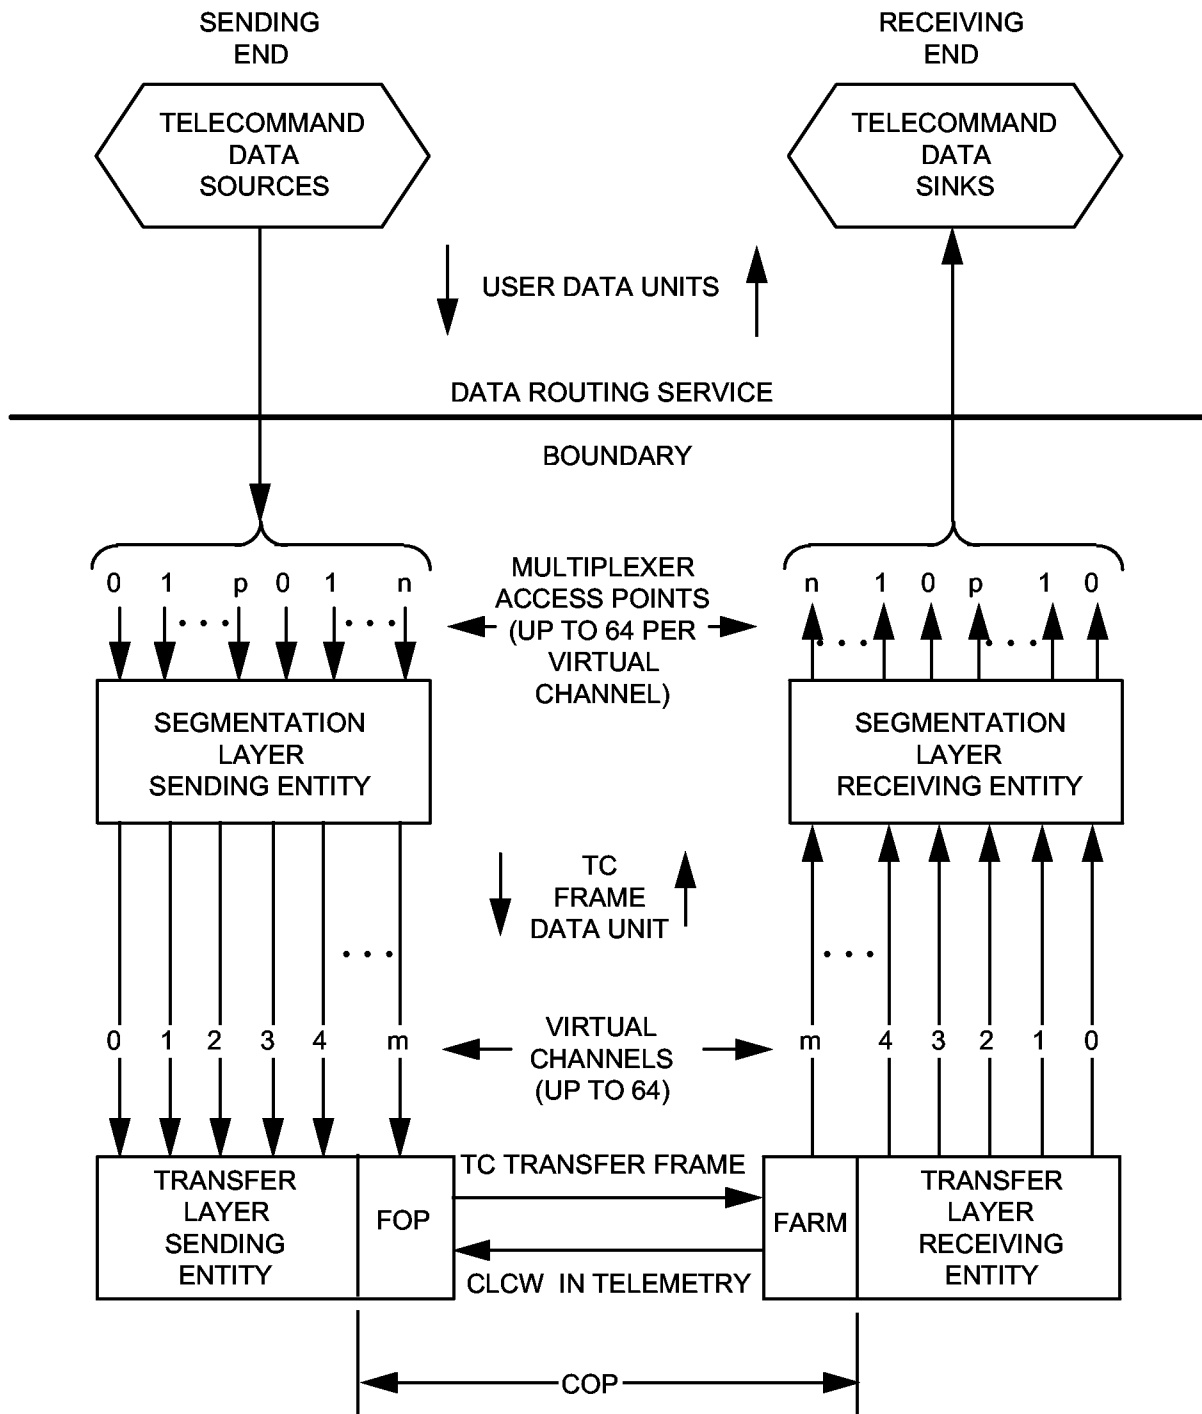 SENDING
END
RECEIVING
END
TELECOMMAND
DATA
SOURCES
TELECOMMAND
DATA
SINKS
USER DATA UNITS
DATA ROUTING SERVICE
BOUNDARY
0 1 ... p 0 1 ... n
MULTIPLEXER
ACCESS POINTS
(UP TO 64 PER
VIRTUAL
CHANNEL)
n ... 1 0 p ... 1 0
SEGMENTATION
LAYER
SENDING ENTITY
SEGMENTATION
LAYER
RECEIVING ENTITY
TC
FRAME
DATA UNIT
0 1 2 3 4 ... m
VIRTUAL
CHANNELS
(UP TO 64)
m ... 4 3 2 1 0
TRANSFER
LAYER
SENDING
ENTITY
FOP
TC TRANSFER FRAME
CLCW IN TELEMETRY
FARM
TRANSFER
LAYER
RECEIVING
ENTITY
COP